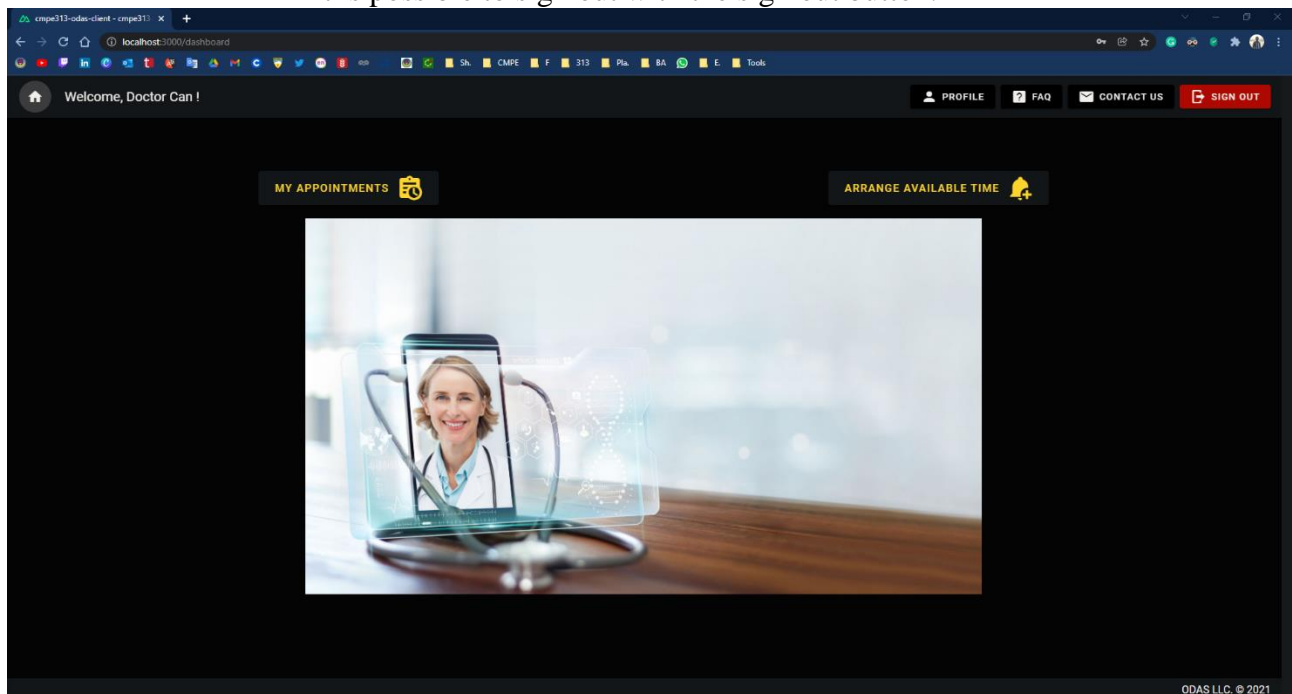 cmpe313-odas-client - cmpe313
localhost:3000/dashboard
Sh. CMPE F 313 Pla. BA E. Tools
Welcome, Doctor Can !
PROFILE FAQ CONTACT US SIGN OUT
MY APPOINTMENTS ARRANGE AVAILABLE TIME
ODAS LLC. © 2021